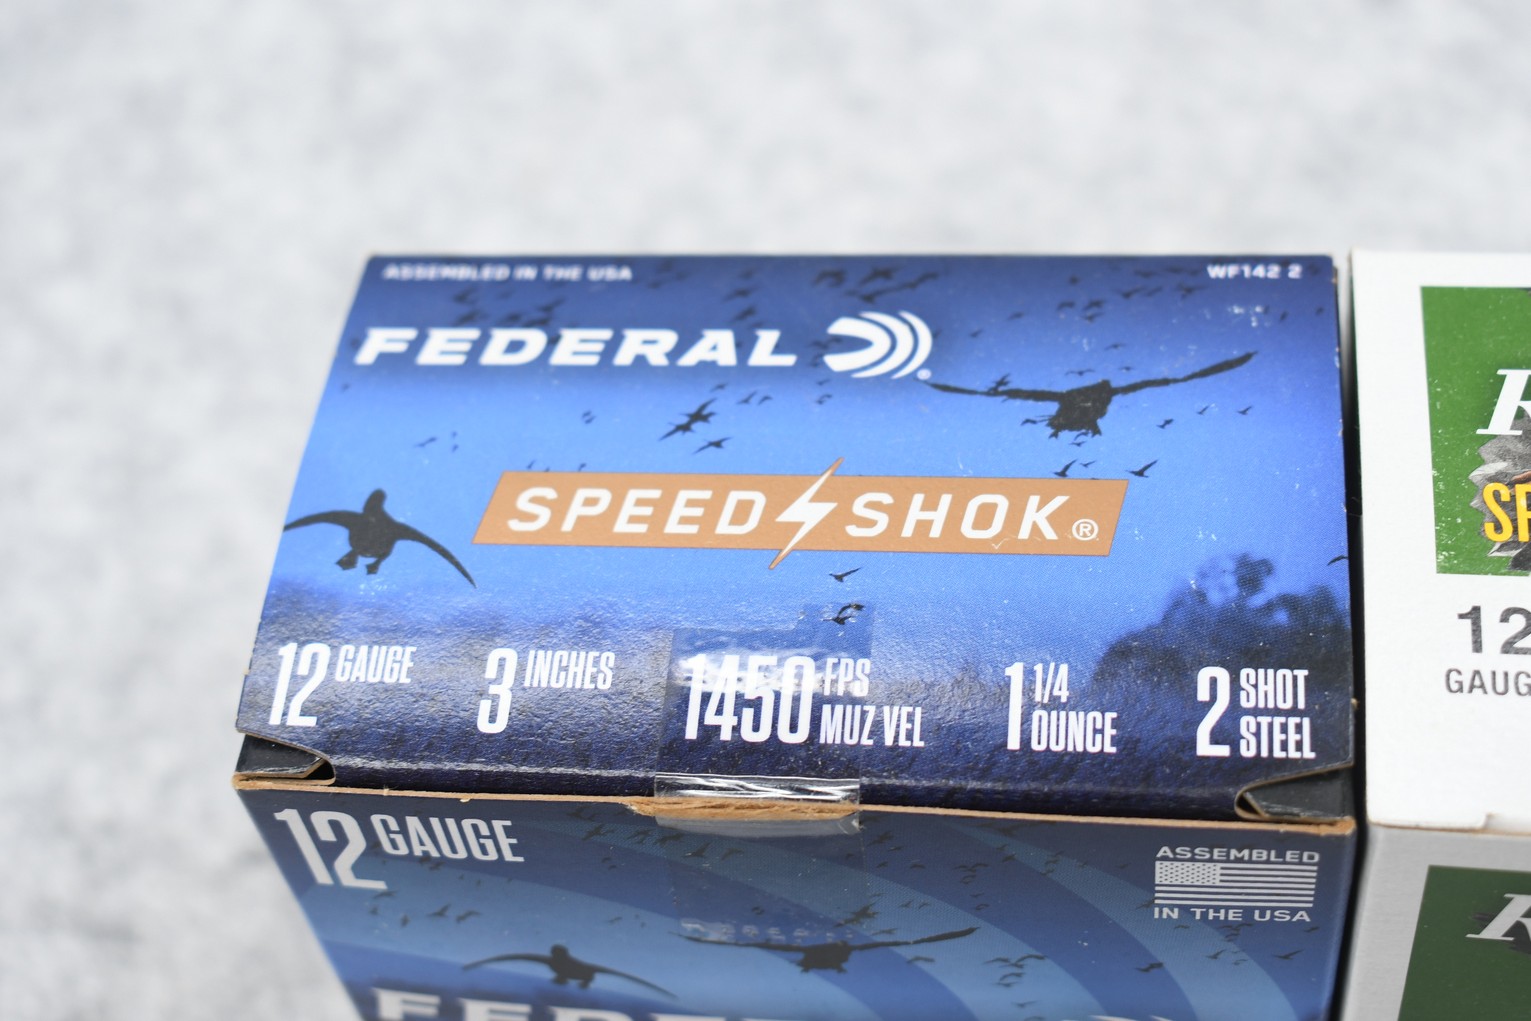 ASSEMBLED IN THE USA
WF142 2
FEDERAL
SPEED SHOK®
12 GAUGE
3 INCHES
1450 FPS MUZ VEL
1 1/4 OUNCE
2 SHOT STEEL
12 GAUGE
ASSEMBLED
IN THE USA
FEDERAL
12